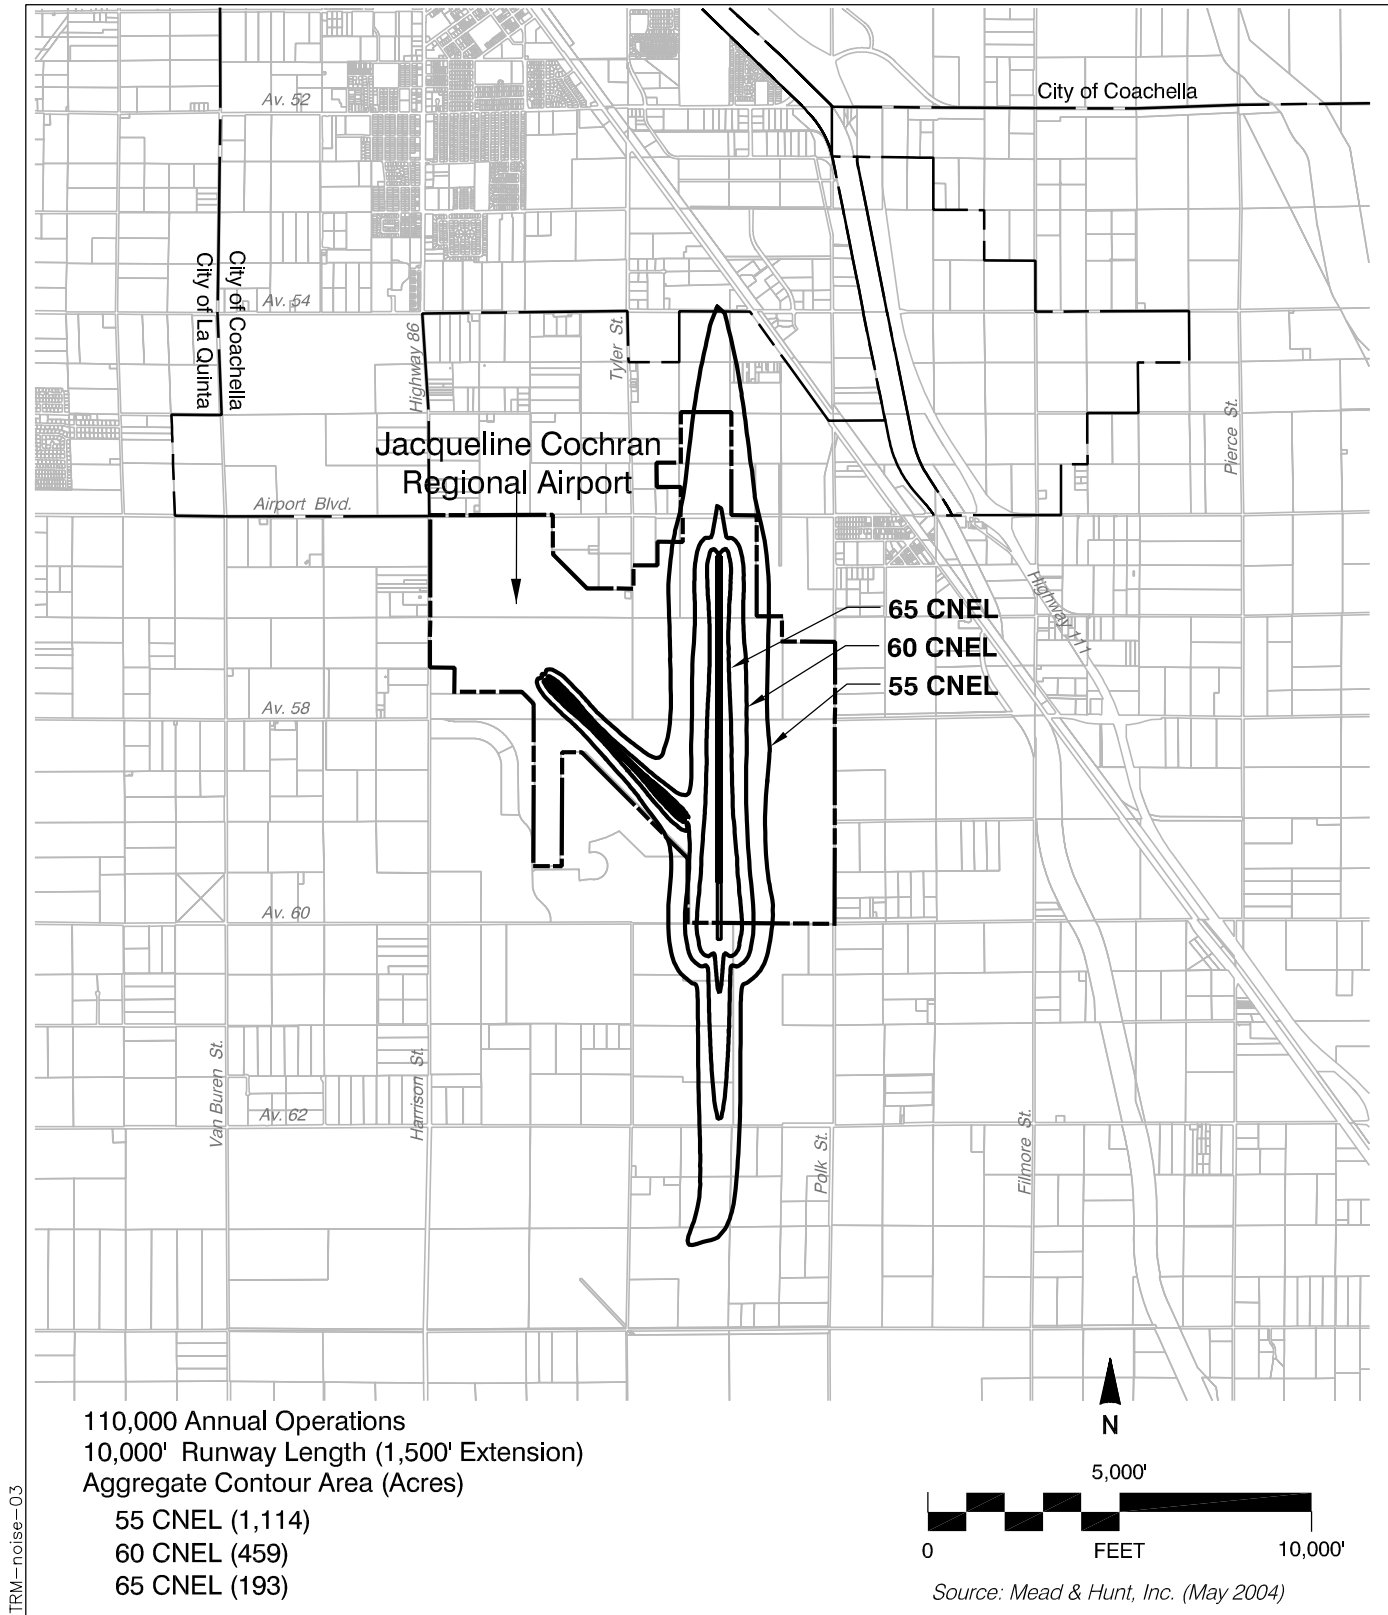 City of Coachella
Av. 52
City of La Quinta
City of Coachella
Av. 54
Highway 86
Tyler St.
Jacqueline Cochran
Regional Airport
Pierce St.
Airport Blvd.
Highway 111
65 CNEL
60 CNEL
55 CNEL
Av. 58
Av. 60
Van Buren St.
Harrison St.
Av. 62
Polk St.
Filmore St.
110,000 Annual Operations
10,000' Runway Length (1,500' Extension)
Aggregate Contour Area (Acres)
55 CNEL (1,114)
60 CNEL (459)
65 CNEL (193)
N
5,000'
0 FEET 10,000'
Source: Mead & Hunt, Inc. (May 2004)
TRM-noise-03